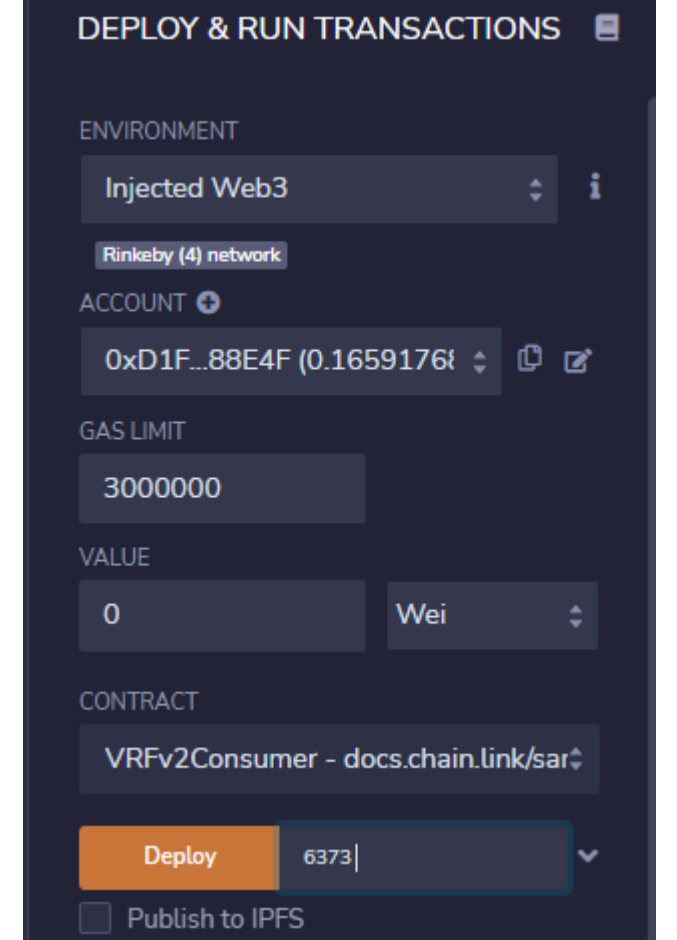 DEPLOY & RUN TRANSACTIONS
ENVIRONMENT
Injected Web3
Rinkeby (4) network
ACCOUNT
0xD1F...88E4F (0.1659176
GAS LIMIT
3000000
VALUE
0 Wei
CONTRACT
VRFv2Consumer - docs.chain.link/sar
Deploy 6373
Publish to IPFS